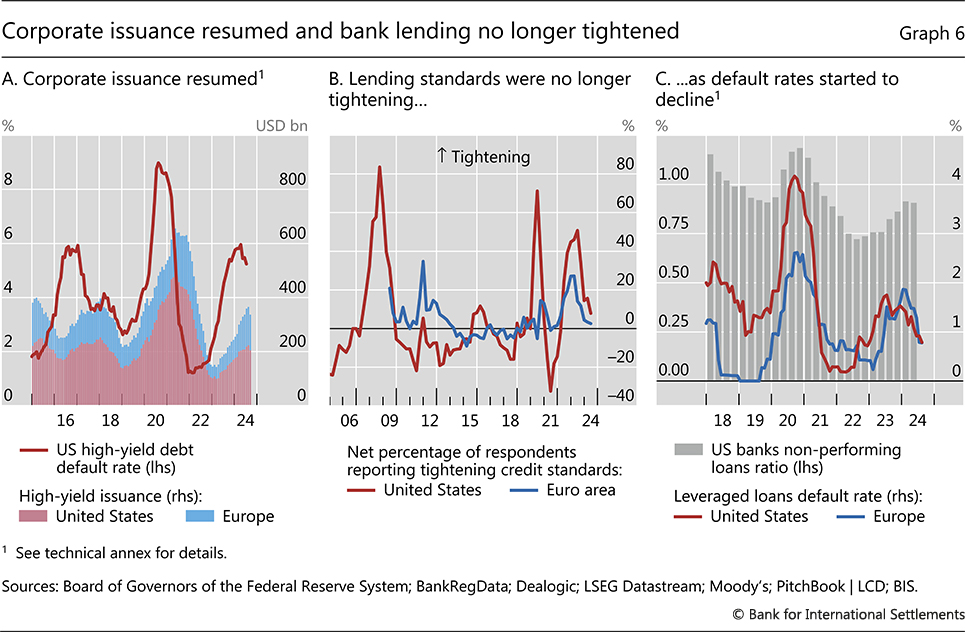 Corporate issuance resumed and bank lending no longer tightened
Graph 6
A. Corporate issuance resumed¹
% USD bn
8 800
6 600
4 400
2 200
0 0
16 18 20 22 24
US high-yield debt
default rate (lhs)
High-yield issuance (rhs):
United States Europe
B. Lending standards were no longer
tightening…
%
↑ Tightening
80
60
40
20
0
–20
–40
06 09 12 15 18 21 24
Net percentage of respondents
reporting tightening credit standards:
United States Euro area
C. …as default rates started to
decline¹
% %
1.00 4
0.75 3
0.50 2
0.25 1
0.00 0
18 19 20 21 22 23 24
US banks non-performing
loans ratio (lhs)
Leveraged loans default rate (rhs):
United States Europe
¹ See technical annex for details.
Sources: Board of Governors of the Federal Reserve System; BankRegData; Dealogic; LSEG Datastream; Moody’s; PitchBook | LCD; BIS.
© Bank for International Settlements